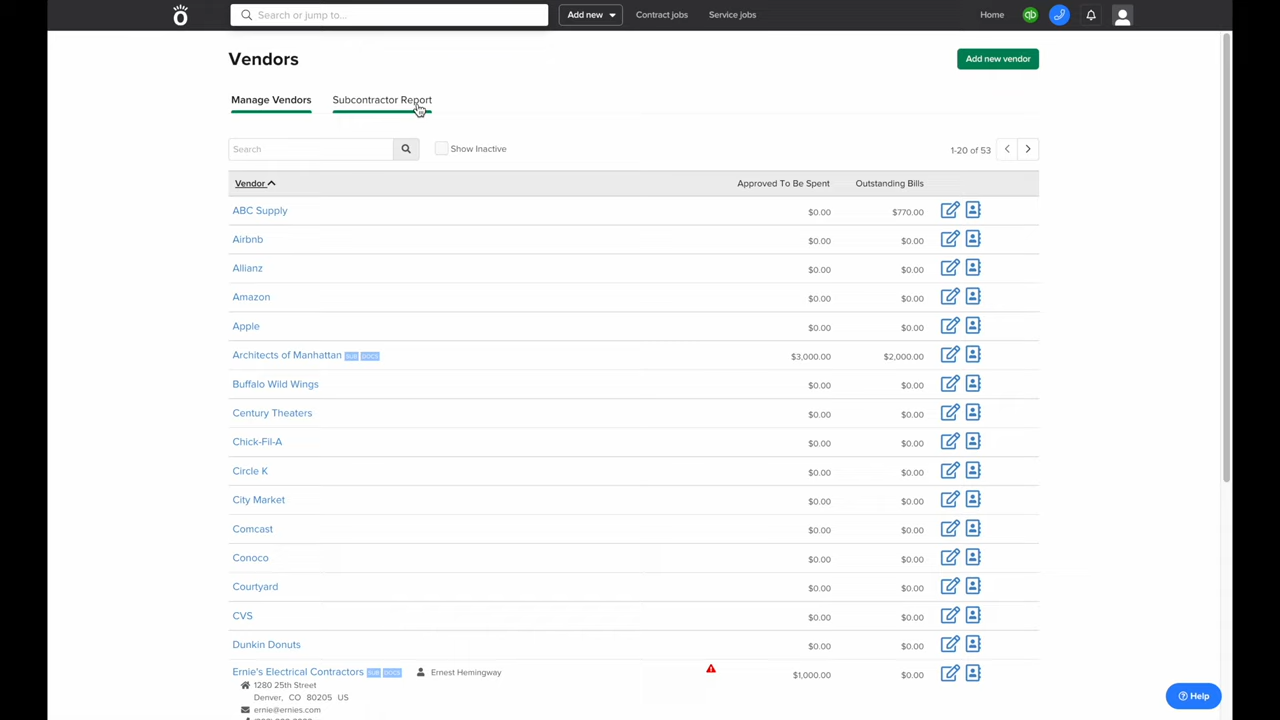 Search or jump to...
Add new
Contract jobs
Service jobs
Home
qb
Vendors
Add new vendor
Manage Vendors
Subcontractor Report
Search
Show Inactive
1-20 of 53
Vendor
Approved To Be Spent
Outstanding Bills
ABC Supply $0.00 $770.00
Airbnb $0.00 $0.00
Allianz $0.00 $0.00
Amazon $0.00 $0.00
Apple $0.00 $0.00
Architects of Manhattan SUB DOCS $3,000.00 $2,000.00
Buffalo Wild Wings $0.00 $0.00
Century Theaters $0.00 $0.00
Chick-Fil-A $0.00 $0.00
Circle K $0.00 $0.00
City Market $0.00 $0.00
Comcast $0.00 $0.00
Conoco $0.00 $0.00
Courtyard $0.00 $0.00
CVS $0.00 $0.00
Dunkin Donuts $0.00 $0.00
Ernie's Electrical Contractors SUB DOCS Ernest Hemingway $1,000.00 $0.00
1280 25th Street
Denver, CO 80205 US
ernie@ernies.com
Help